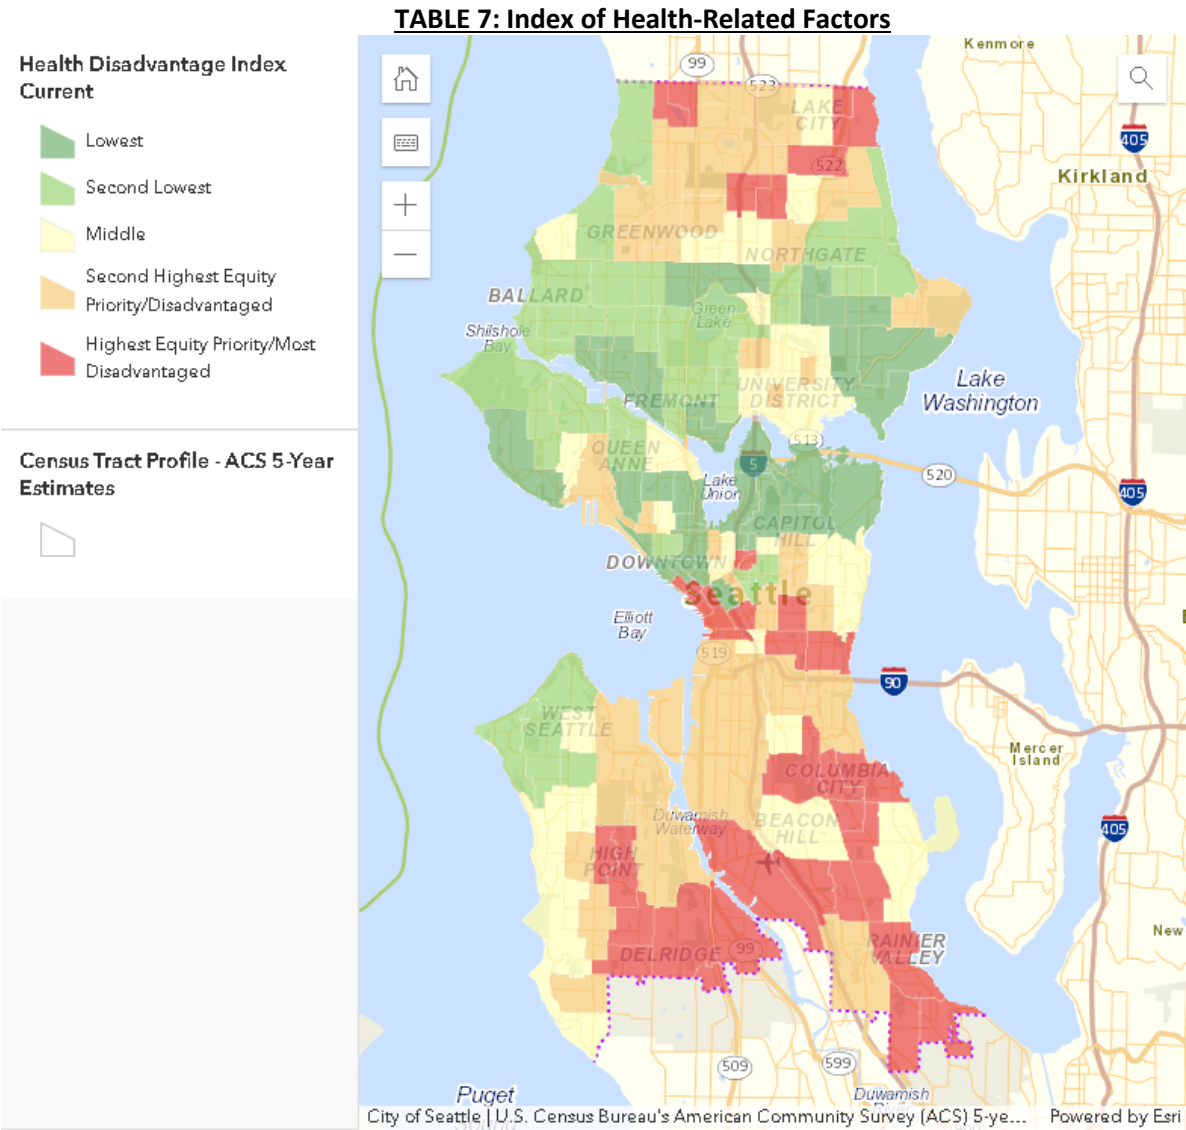 TABLE 7: Index of Health-Related Factors
Health Disadvantage Index
Current
Lowest
Second Lowest
Middle
Second Highest Equity
Priority/Disadvantaged
Highest Equity Priority/Most
Disadvantaged
Census Tract Profile - ACS 5-Year
Estimates
Kenmore
99
523
LAKE
CITY
405
522
Kirkland
GREENWOOD
NORTHGATE
BALLARD
Green
Lake
Shilshole
Bay
Lake
Washington
UNIVERSITY
DISTRICT
FREMONT
513
QUEEN
ANNE
5
520
Lake
Union
405
CAPITOL
HILL
DOWNTOWN
Seattle
Elliott
Bay
519
90
WEST
SEATTLE
Mercer
Island
COLUMBIA
CITY
Duwamish
Waterway
BEACON
HILL
405
HIGH
POINT
New
RAINIER
VALLEY
DELRIDGE
99
509
599
Puget
Duwamish
City of Seattle | U.S. Census Bureau's American Community Survey (ACS) 5-ye...
Powered by Esri